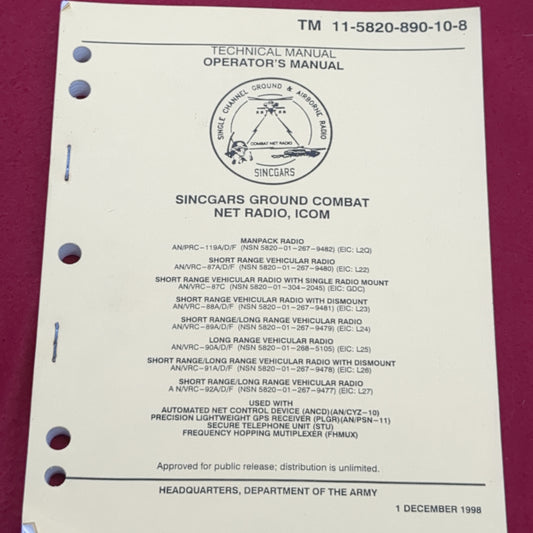 TM 11-5820-890-10-8
TECHNICAL MANUAL
OPERATOR'S MANUAL
SINGLE CHANNEL GROUND & AIRBORNE RADIO
COMBAT NET RADIO
SINCGARS
SINCGARS GROUND COMBAT
NET RADIO, ICOM
MANPACK RADIO
AN/PRC-119A/D/F (NSN 5820-01-267-9482) (EIC: L2Q)
SHORT RANGE VEHICULAR RADIO
AN/VRC-87A/D/F (NSN 5820-01-267-9480) (EIC: L22)
SHORT RANGE VEHICULAR RADIO WITH SINGLE RADIO MOUNT
AN/VRC-87C (NSN 5820-01-304-2045) (EIC: GDC)
SHORT RANGE VEHICULAR RADIO WITH DISMOUNT
AN/VRC-88A/D/F (NSN 5820-01-267-9481) (EIC: L23)
SHORT RANGE/LONG RANGE VEHICULAR RADIO
AN/VRC-89A/D/F (NSN 5820-01-267-9479) (EIC: L24)
LONG RANGE VEHICULAR RADIO
AN/VRC-90A/D/F (NSN 5820-01-268-5105) (EIC: L25)
SHORT RANGE/LONG RANGE VEHICULAR RADIO WITH DISMOUNT
AN/VRC-91A/D/F (NSN 5820-01-267-9478) (EIC: L26)
SHORT RANGE/LONG RANGE VEHICULAR RADIO
A N/VRC-92A/D/F (NSN 5820-01-267-9477) (EIC: L27)
USED WITH
AUTOMATED NET CONTROL DEVICE (ANCD)(AN/CYZ-10)
PRECISION LIGHTWEIGHT GPS RECEIVER (PLGR)(AN/PSN-11)
SECURE TELEPHONE UNIT (STU)
FREQUENCY HOPPING MUTIPLEXER (FHMUX)
Approved for public release; distribution is unlimited.
HEADQUARTERS, DEPARTMENT OF THE ARMY
1 DECEMBER 1998